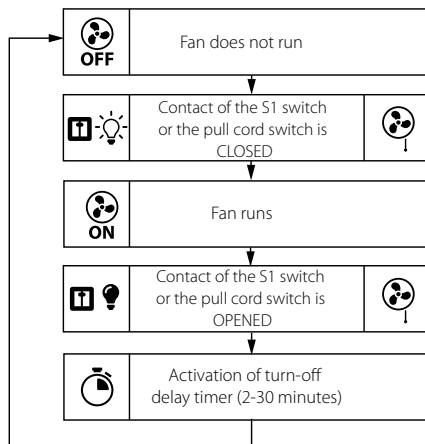 OFF
Fan does not run
Contact of the S1 switch
or the pull cord switch is
CLOSED
ON
Fan runs
Contact of the S1 switch
or the pull cord switch is
OPENED
Activation of turn-off
delay timer (2-30 minutes)